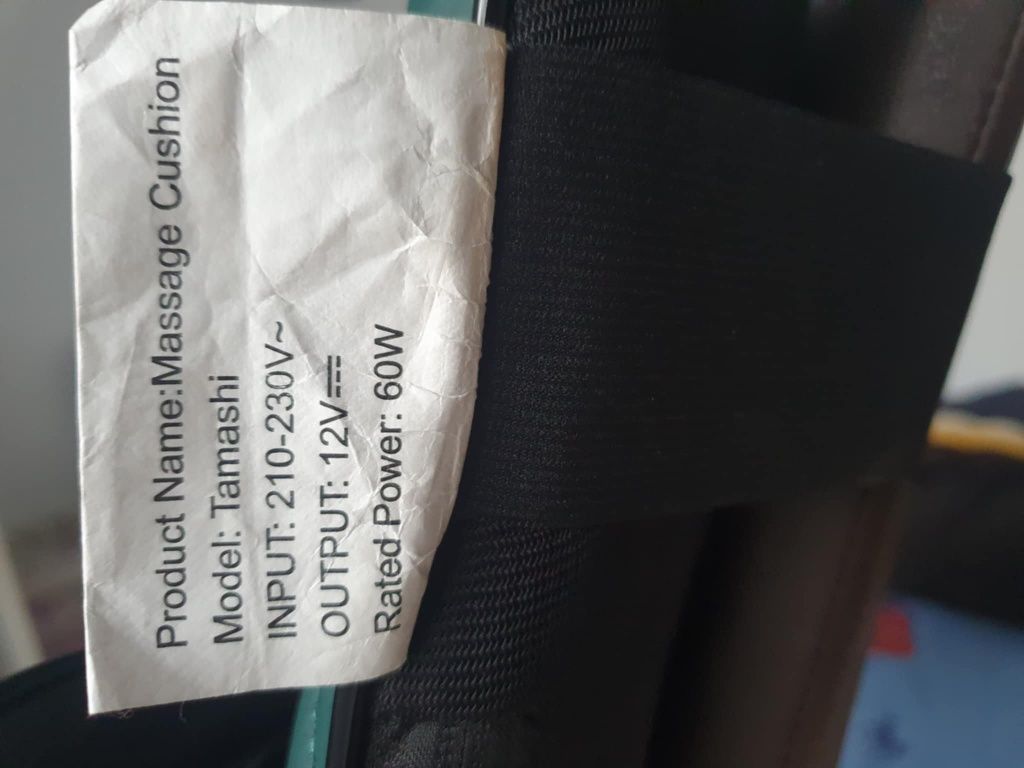 Product Name:Massage Cushion
Model: Tamashi
INPUT: 210-230V~
OUTPUT: 12V⎓
Rated Power: 60W